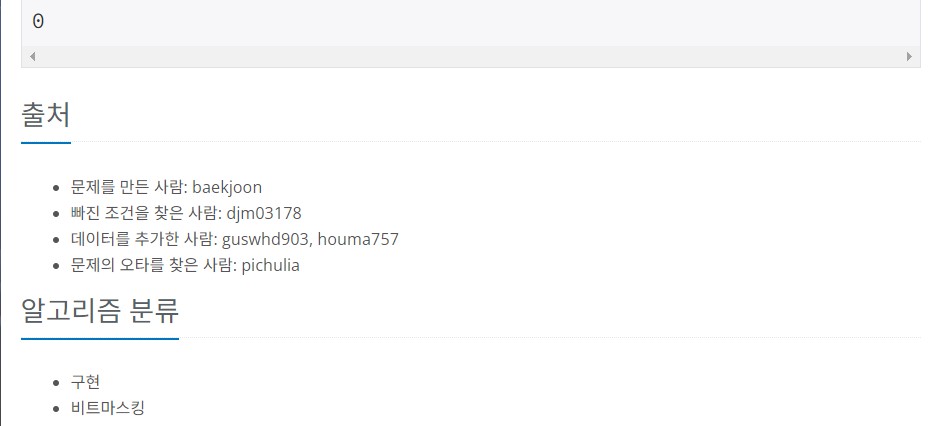 0
출처
문제를 만든 사람: baekjoon
빠진 조건을 찾은 사람: djm03178
데이터를 추가한 사람: guswhd903, houma757
문제의 오타를 찾은 사람: pichulia
알고리즘 분류
구현
비트마스킹